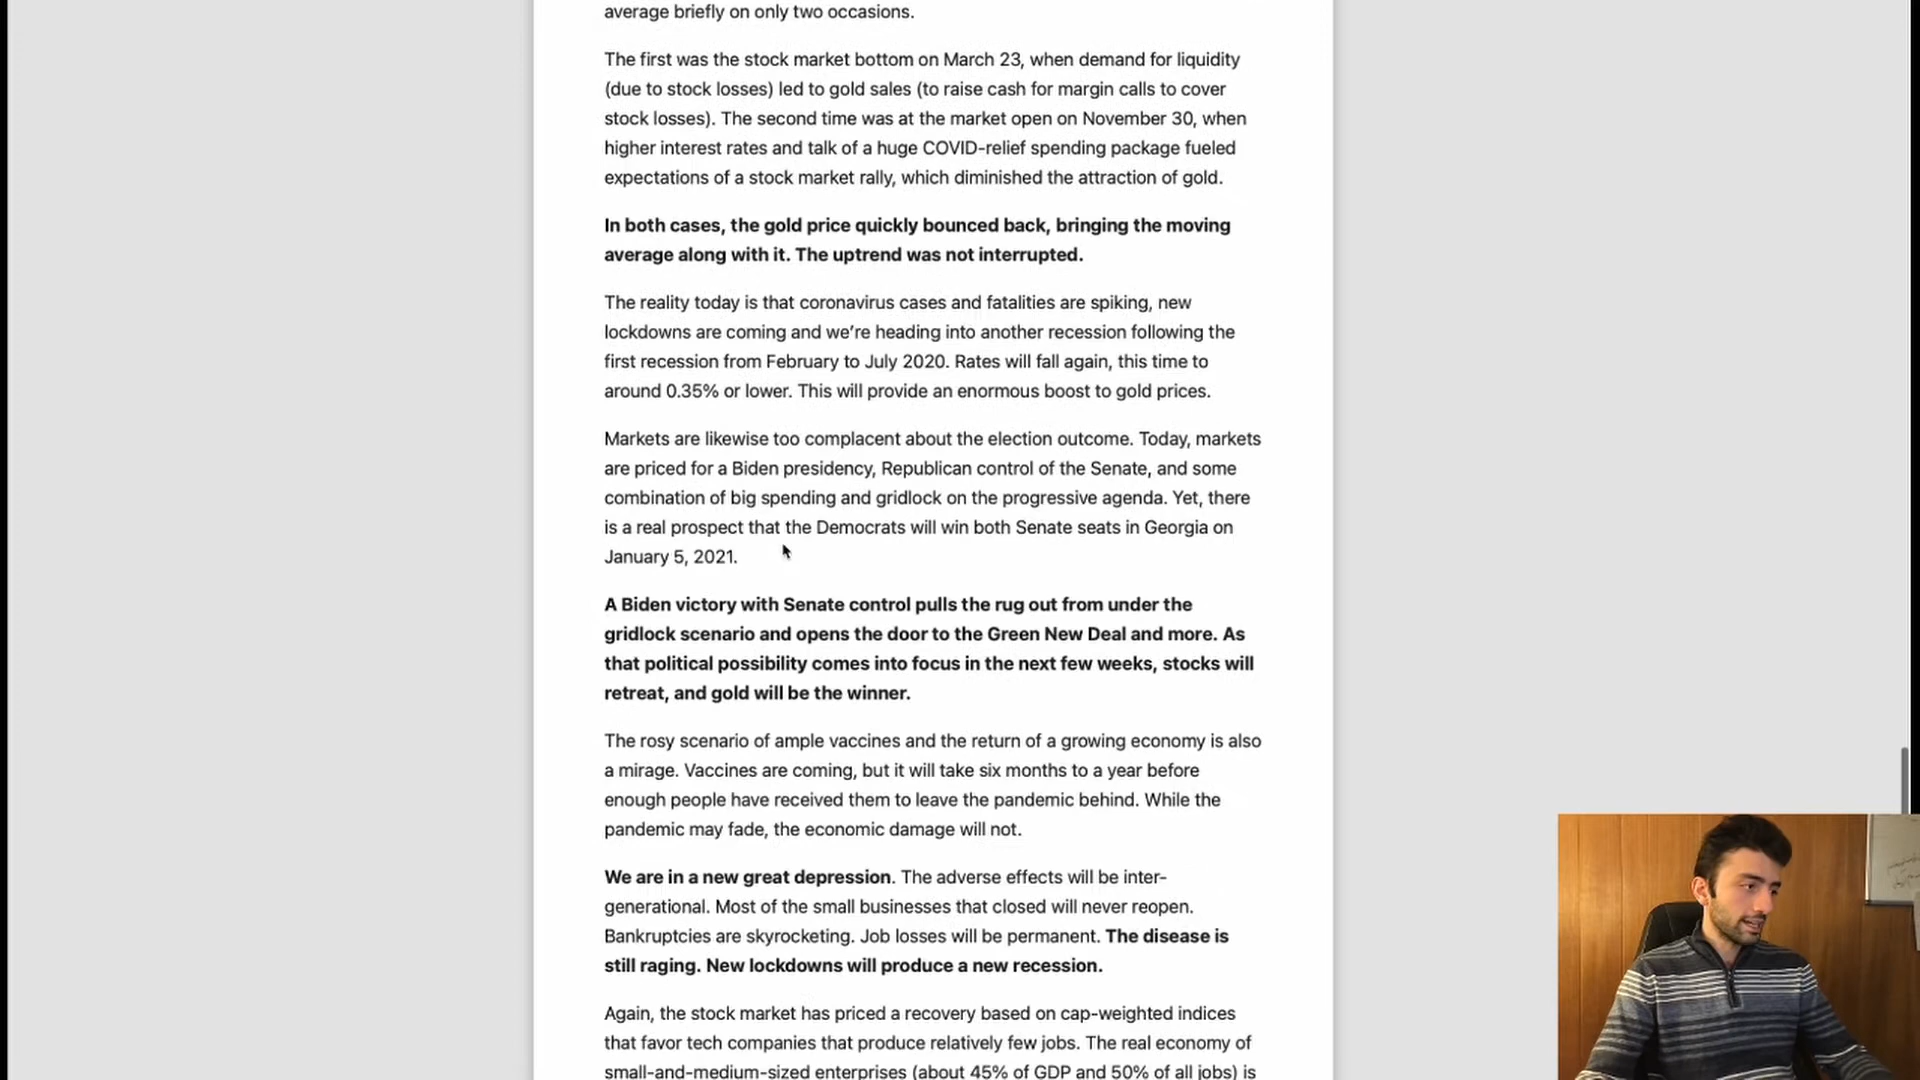 average briefly on only two occasions.
The first was the stock market bottom on March 23, when demand for liquidity
(due to stock losses) led to gold sales (to raise cash for margin calls to cover
stock losses). The second time was at the market open on November 30, when
higher interest rates and talk of a huge COVID-relief spending package fueled
expectations of a stock market rally, which diminished the attraction of gold.
In both cases, the gold price quickly bounced back, bringing the moving
average along with it. The uptrend was not interrupted.
The reality today is that coronavirus cases and fatalities are spiking, new
lockdowns are coming and we’re heading into another recession following the
first recession from February to July 2020. Rates will fall again, this time to
around 0.35% or lower. This will provide an enormous boost to gold prices.
Markets are likewise too complacent about the election outcome. Today, markets
are priced for a Biden presidency, Republican control of the Senate, and some
combination of big spending and gridlock on the progressive agenda. Yet, there
is a real prospect that the Democrats will win both Senate seats in Georgia on
January 5, 2021.
A Biden victory with Senate control pulls the rug out from under the
gridlock scenario and opens the door to the Green New Deal and more. As
that political possibility comes into focus in the next few weeks, stocks will
retreat, and gold will be the winner.
The rosy scenario of ample vaccines and the return of a growing economy is also
a mirage. Vaccines are coming, but it will take six months to a year before
enough people have received them to leave the pandemic behind. While the
pandemic may fade, the economic damage will not.
We are in a new great depression. The adverse effects will be inter-
generational. Most of the small businesses that closed will never reopen.
Bankruptcies are skyrocketing. Job losses will be permanent. The disease is
still raging. New lockdowns will produce a new recession.
Again, the stock market has priced a recovery based on cap-weighted indices
that favor tech companies that produce relatively few jobs. The real economy of
small-and-medium-sized enterprises (about 45% of GDP and 50% of all jobs) is